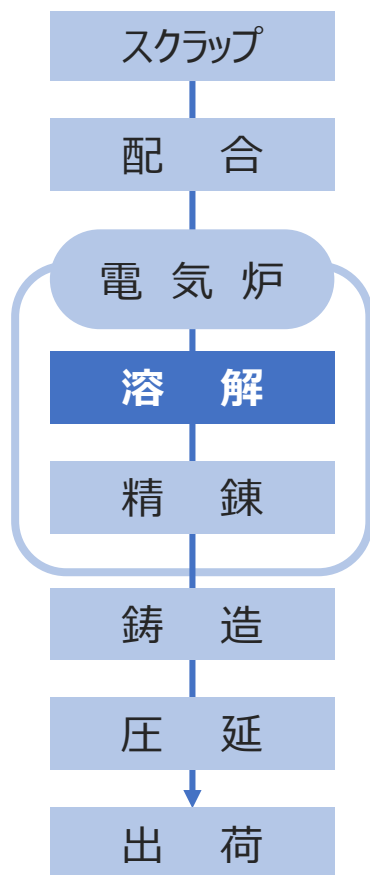 スクラップ
配　合
電 気 炉
溶　解
精　錬
鋳　造
圧　延
出　荷